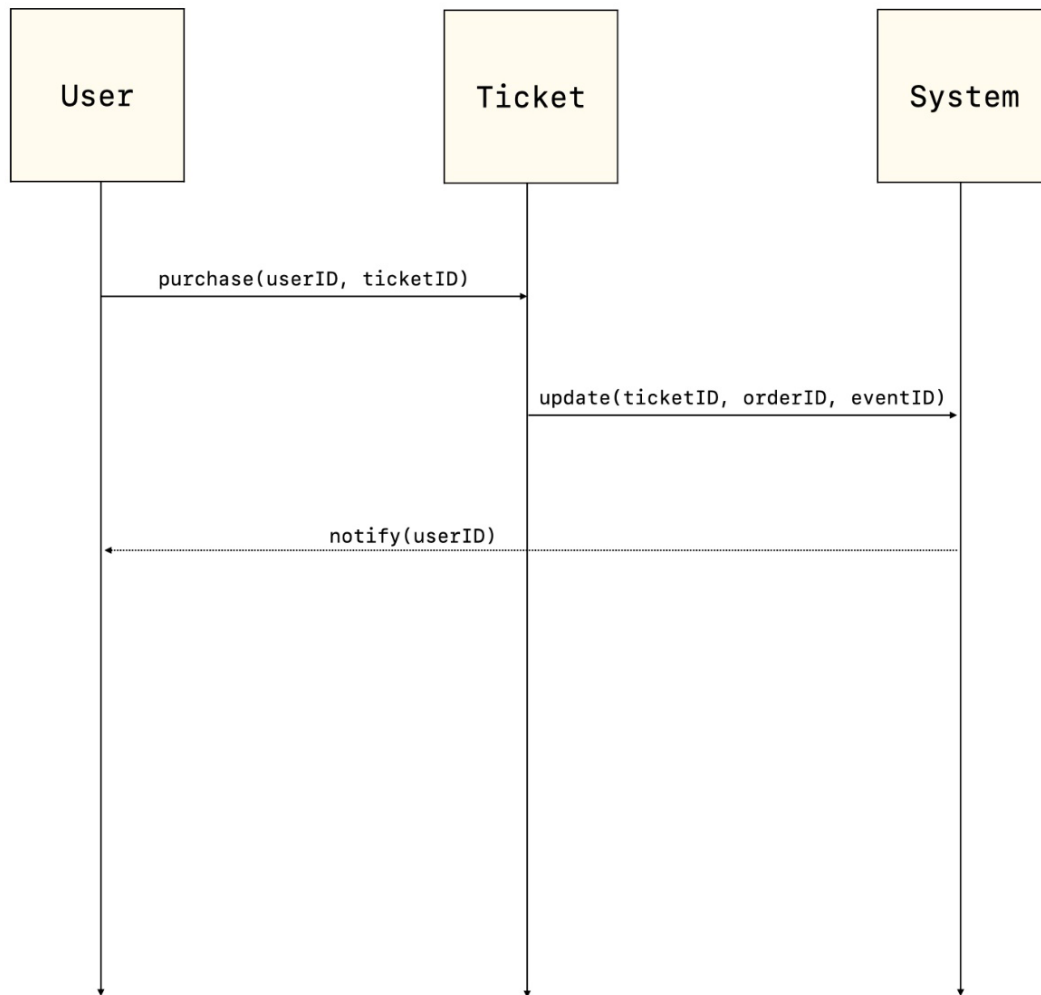 User
Ticket
System
purchase(userID, ticketID)
update(ticketID, orderID, eventID)
notify(userID)